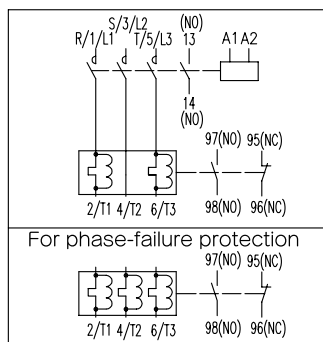 S/3/L2 (NO)
R/1/L1 T/5/L3 13 A1 A2
14
(NO)
97(NO) 95(NC)
2/T1 4/T2 6/T3 98(NO) 96(NC)
For phase-failure protection
97(NO) 95(NC)
2/T1 4/T2 6/T3 98(NO) 96(NC)